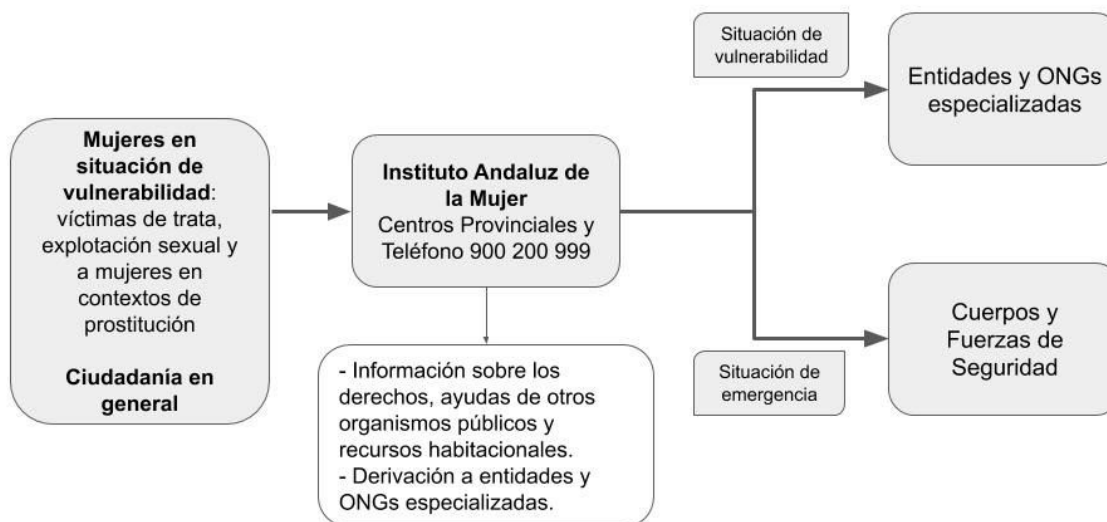 Mujeres en
situación de
vulnerabilidad:
víctimas de trata,
explotación sexual y
a mujeres en
contextos de
prostitución
Ciudadanía en
general
Instituto Andaluz de
la Mujer
Centros Provinciales y
Teléfono 900 200 999
- Información sobre los
derechos, ayudas de otros
organismos públicos y
recursos habitacionales.
- Derivación a entidades y
ONGs especializadas.
Situación de
vulnerabilidad
Entidades y ONGs
especializadas
Situación de
emergencia
Cuerpos y
Fuerzas de
Seguridad